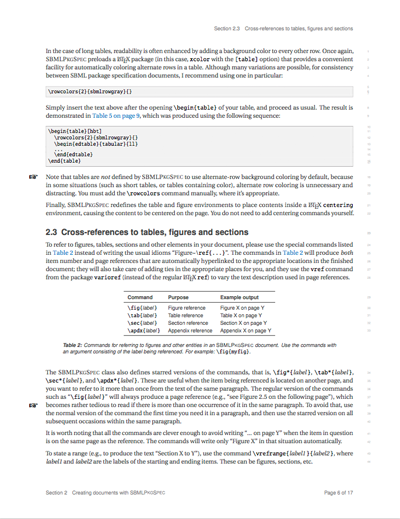 Section 2.3 Cross-references to tables, figures and sections
In the case of long tables, readability is often enhanced by adding a background color to every other row. Once again,
SBMLPKGSPEC preloads a LATEX package (in this case, xcolor with the [table] option) that provides a convenient
facility for automatically coloring alternate rows in a table. Although many variations are possible, for consistency
between SBML package specification documents, I recommend using one in particular:
\rowcolors{2}{sbmlrowgray}{}
Simply insert the text above after the opening \begin{table} of your table, and proceed as usual. The result is
demonstrated in Table 5 on page 9, which was produced using the following sequence:
\begin{table}[hbt]
\rowcolors{2}{sbmlrowgray}{}
\begin{edtable}{tabular}{ll}
...
\end{edtable}
\end{table}
Note that tables are not defined by SBMLPKGSPEC to use alternate-row background coloring by default, because
in some situations (such as short tables, or tables containing color), alternate row coloring is unnecessary and
distracting. You must add the \rowcolors command manually, where it's appropriate.
Finally, SBMLPKGSPEC redefines the table and figure environments to place contents inside a LATEX centering
environment, causing the content to be centered on the page. You do not need to add centering commands yourself.
2.3 Cross-references to tables, figures and sections
To refer to figures, tables, sections and other elements in your document, please use the special commands listed
in Table 2 instead of writing the usual idioms "Figure~\ref{...}". The commands in Table 2 will produce both
item number and page references that are automatically hyperlinked to the appropriate locations in the finished
document; they will also take care of adding ties in the appropriate places for you, and they use the vref command
from the package varioref (instead of the regular LATEX ref) to vary the text description used in page references.
Command Purpose Example output
\fig{label} Figure reference Figure X on page Y
\tab{label} Table reference Table X on page Y
\sec{label} Section reference Section X on page Y
\apdx{label} Appendix reference Appendix X on page Y
Table 2: Commands for referring to figures and other entities in an SBMLPKGSPEC document. Use the commands with
an argument consisting of the label being referenced. For example: \fig{myfig}.
The SBMLPKGSPEC class also defines starred versions of the commands, that is, \fig*{label}, \tab*{label},
\sec*{label}, and \apdx*{label}. These are useful when the item being referenced is located on another page, and
you want to refer to it more than once from the text of the same paragraph. The regular version of the commands
such as "\fig{label}" will always produce a page reference (e.g., "see Figure 2.5 on the following page"), which
becomes rather tedious to read if there is more than one occurrence of it in the same paragraph. To avoid that, use
the normal version of the command the first time you need it in a paragraph, and then use the starred version on all
subsequent occasions within the same paragraph.
It is worth noting that all the commands are clever enough to avoid writing "... on page Y" when the item in question
is on the same page as the reference. The commands will write only "Figure X" in that situation automatically.
To state a range (e.g., to produce the text "Section X to Y"), use the command \vrefrange{label1}{label2}, where
label1 and label2 are the labels of the starting and ending items. These can be figures, sections, etc.
Section 2 Creating documents with SBMLPKGSPEC
Page 6 of 17